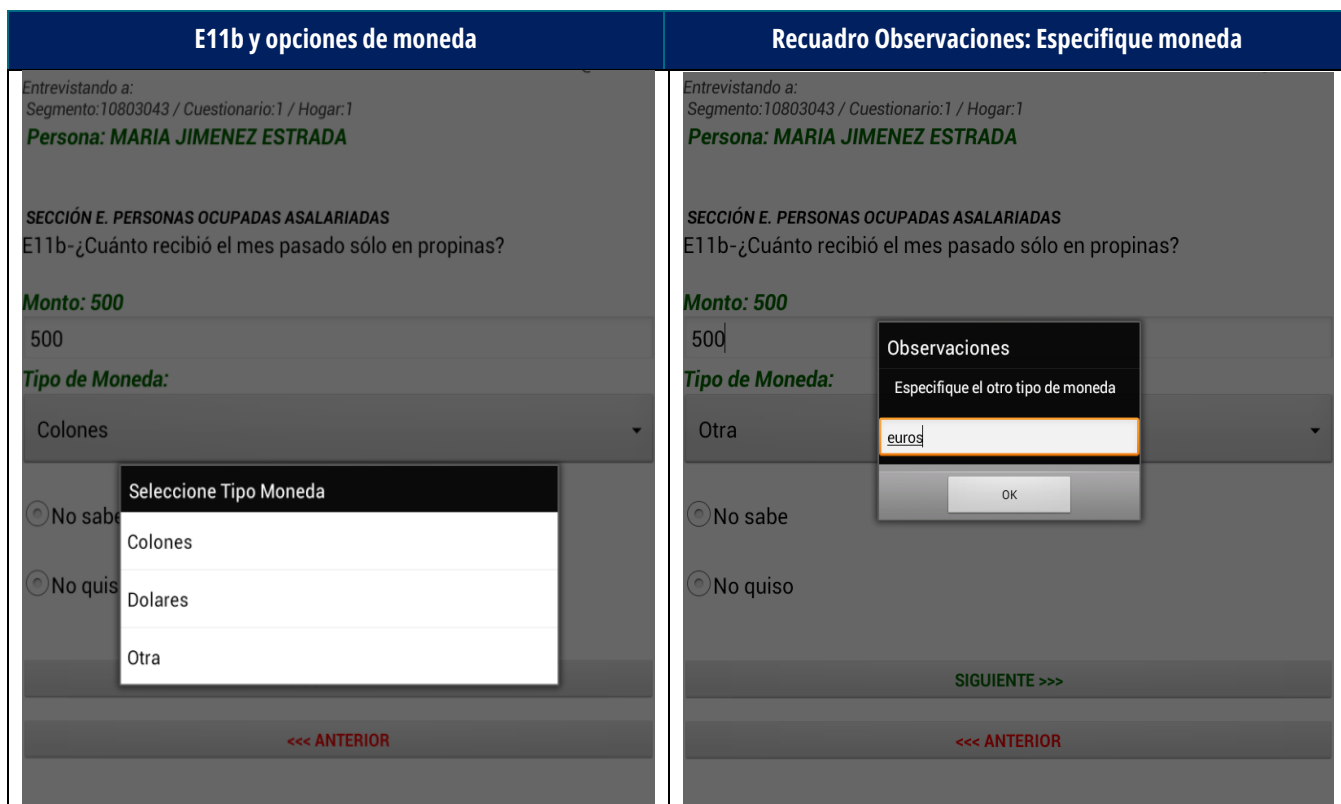 E11b y opciones de moneda
Entrevistando a:
Segmento:10803043 / Cuestionario:1 / Hogar:1
Persona: MARIA JIMENEZ ESTRADA
SECCIÓN E. PERSONAS OCUPADAS ASALARIADAS
E11b-¿Cuánto recibió el mes pasado sólo en propinas?
Monto: 500
500
Tipo de Moneda:
Colones
Seleccione Tipo Moneda
No sabe
Colones
No quis
Dolares
Otra
<<< ANTERIOR
Recuadro Observaciones: Especifique moneda
Entrevistando a:
Segmento:10803043 / Cuestionario:1 / Hogar:1
Persona: MARIA JIMENEZ ESTRADA
SECCIÓN E. PERSONAS OCUPADAS ASALARIADAS
E11b-¿Cuánto recibió el mes pasado sólo en propinas?
Monto: 500
500
Observaciones
Tipo de Moneda:
Especifique el otro tipo de moneda
Otra
euros
OK
No sabe
No quiso
SIGUIENTE >>>
<<< ANTERIOR